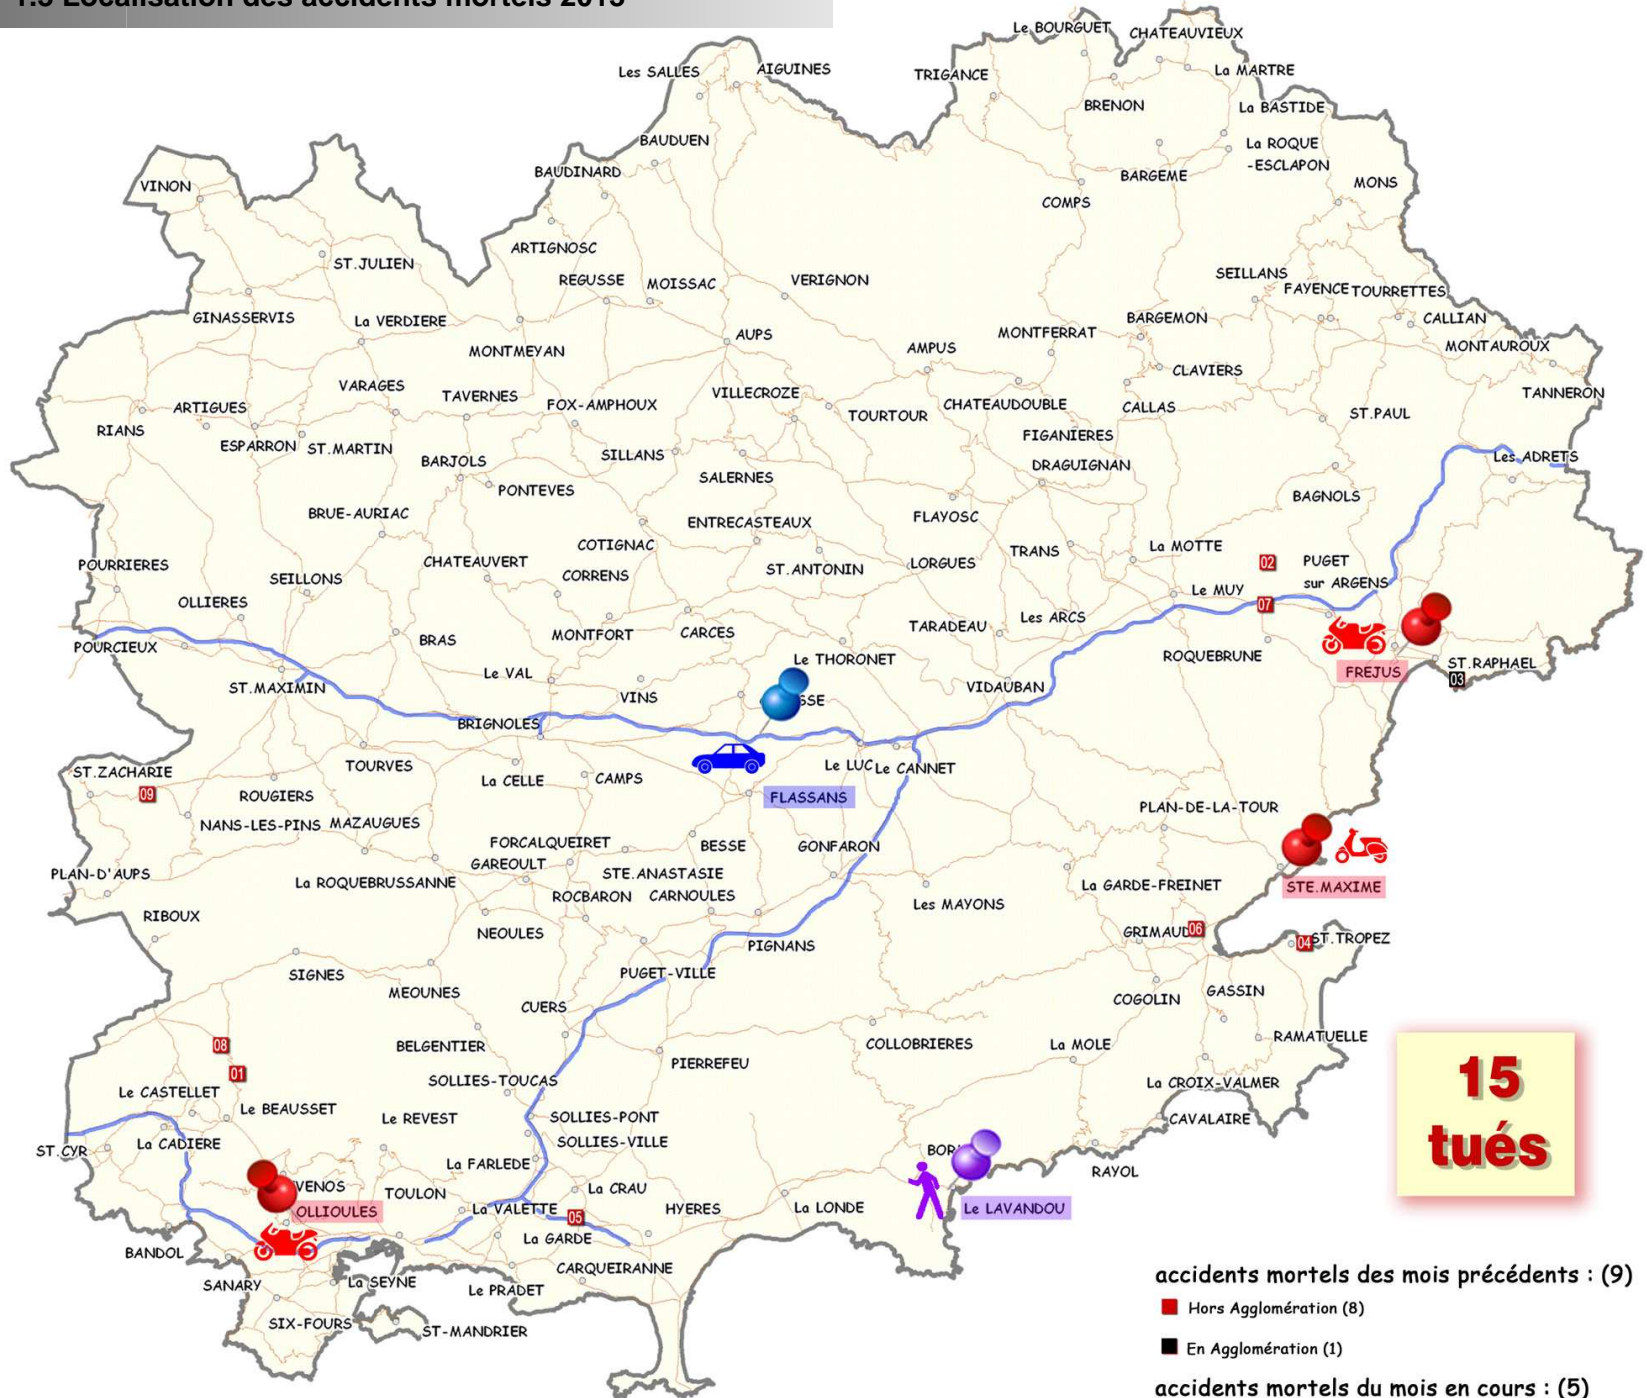 1.5 Localisation des accidents mortels 2015
Le BOURGUET
CHATEAUVIEUX
Les SALLES
AIGUINES
TRIGANCE
La MARTRE
BRENON
La BASTIDE
BAUDUEN
La ROQUE
-ESCLAPON
BAUDINARD
BARGEME
MONS
VINON
COMPS
ARTIGNOSC
ST.JULIEN
REGUSSE
MOISSAC
VERIGNON
SEILLANS
FAYENCE
TOURRETTES
GINASSERVIS
La VERDIERE
BARGEMON
CALLIAN
AUPS
MONTFERRAT
MONTMEYAN
AMPUS
MONTAUROUX
CLAVIERS
VARAGES
TAVERNES
VILLECROZE
TANNERON
ARTIGUES
FOX-AMPHOUX
TOURTOUR
CHATEAUDOUBLE
CALLAS
ST.PAUL
RIANS
ESPARRON
ST.MARTIN
FIGANIERES
BARJOLS
SILLANS
DRAGUIGNAN
Les ADRETS
PONTEVES
SALERNES
BAGNOLS
BRUE-AURIAC
ENTRECASTEAUX
FLAYOSC
COTIGNAC
TRANS
La MOTTE
POURRIERES
SEILLONS
CHATEAUVERT
CORRENS
ST.ANTONIN
LORGUES
02
PUGET
sur ARGENS
OLLIERES
Le MUY
07
POURCIEUX
BRAS
MONTFORT
CARCES
TARADEAU
Les ARCS
ROQUEBRUNE
Le THORONET
ST.RAPHAEL
FREJUS
03
ST.MAXIMIN
Le VAL
VINS
SSE
VIDAUBAN
BRIGNOLES
ST.ZACHARIE
09
TOURVES
La CELLE
CAMPS
Le LUC
Le CANNET
ROUGIERS
FLASSANS
PLAN-DE-LA-TOUR
NANS-LES-PINS
MAZAUGUES
FORCALQUEIRET
BESSE
GONFARON
PLAN-D'AUPS
GAREOULT
STE.ANASTASIE
La ROQUEBRUSSANNE
ROCBARON
CARNOULES
La GARDE-FREINET
STE.MAXIME
RIBOUX
Les MAYONS
NEOULES
PIGNANS
GRIMAUD
06
04
ST.TROPEZ
SIGNES
MEOUNES
PUGET-VILLE
CUERS
COGOLIN
GASSIN
08
BELGENTIER
COLLOBRIERES
La MOLE
RAMATUELLE
01
PIERREFEU
Le CASTELLET
SOLLIES-TOUCAS
La CROIX-VALMER
Le BEAUSSET
Le REVEST
SOLLIES-PONT
CAVALAIRE
15
tués
La CADIERE
SOLLIES-VILLE
ST.CYR
La FARLEDE
BOR
RAYOL
VENOS
TOULON
La CRAU
OLLIOULES
La VALETTE
05
HYERES
La LONDE
Le LAVANDOU
BANDOL
La GARDE
CARQUEIRANNE
SANARY
La SEYNE
Le PRADET
SIX-FOURS
ST-MANDRIER
accidents mortels des mois précédents : (9)
Hors Agglomération (8)
En Agglomération (1)
accidents mortels du mois en cours : (5)